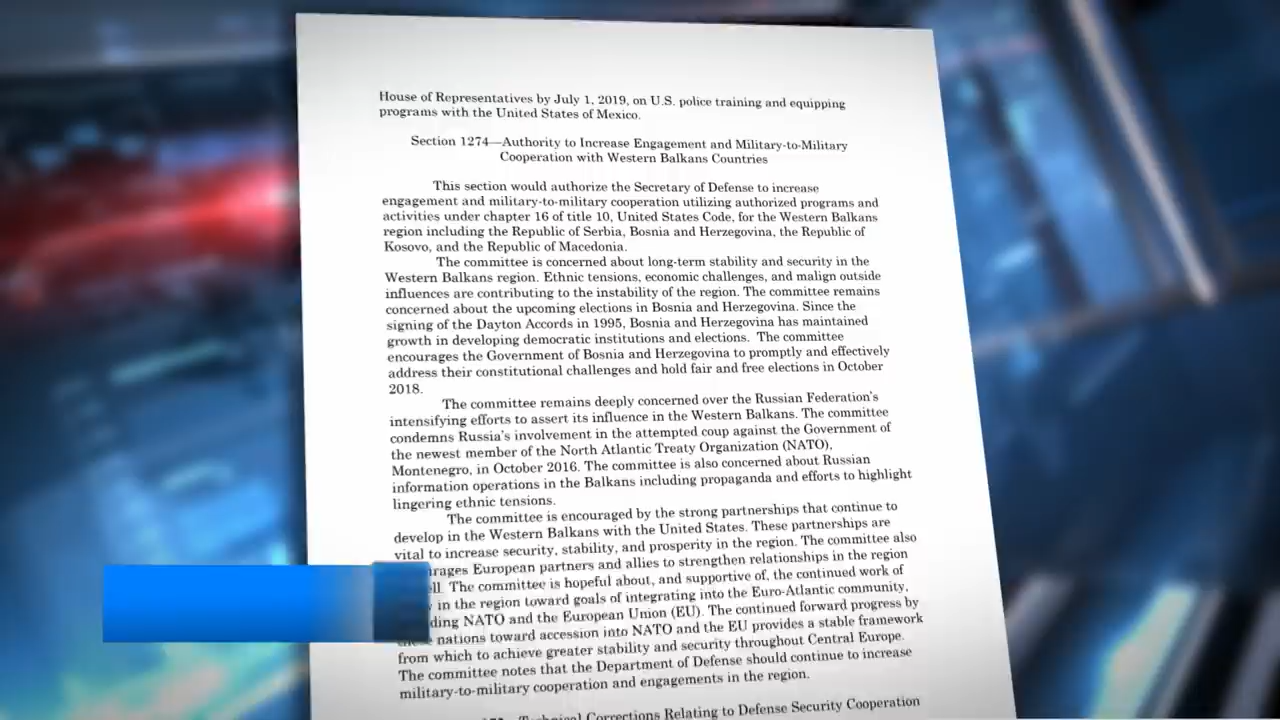 House of Representatives by July 1, 2019, on U.S. police training and equipping
programs with the United States of Mexico.
Section 1274—Authority to Increase Engagement and Military-to-Military
Cooperation with Western Balkans Countries
This section would authorize the Secretary of Defense to increase
engagement and military-to-military cooperation utilizing authorized programs and
activities under chapter 16 of title 10, United States Code, for the Western Balkans
region including the Republic of Serbia, Bosnia and Herzegovina, the Republic of
Kosovo, and the Republic of Macedonia.
The committee is concerned about long-term stability and security in the
Western Balkans region. Ethnic tensions, economic challenges, and malign outside
influences are contributing to the instability of the region. The committee remains
concerned about the upcoming elections in Bosnia and Herzegovina. Since the
signing of the Dayton Accords in 1995, Bosnia and Herzegovina has maintained
growth in developing democratic institutions and elections. The committee
encourages the Government of Bosnia and Herzegovina to promptly and effectively
address their constitutional challenges and hold fair and free elections in October
2018.
The committee remains deeply concerned over the Russian Federation's
intensifying efforts to assert its influence in the Western Balkans. The committee
condemns Russia's involvement in the attempted coup against the Government of
the newest member of the North Atlantic Treaty Organization (NATO),
Montenegro, in October 2016. The committee is also concerned about Russian
information operations in the Balkans including propaganda and efforts to highlight
lingering ethnic tensions.
The committee is encouraged by the strong partnerships that continue to
develop in the Western Balkans with the United States. These partnerships are
vital to increase security, stability, and prosperity in the region. The committee also
European partners and allies to strengthen relationships in the region
The committee is hopeful about, and supportive of, the continued work of
in the region toward goals of integrating into the Euro-Atlantic community,
NATO and the European Union (EU). The continued forward progress by
nations toward accession into NATO and the EU provides a stable framework
from which to achieve greater stability and security throughout Central Europe.
The committee notes that the Department of Defense should continue to increase
military-to-military cooperation and engagements in the region.
Technical Corrections Relating to Defense Security Cooperation